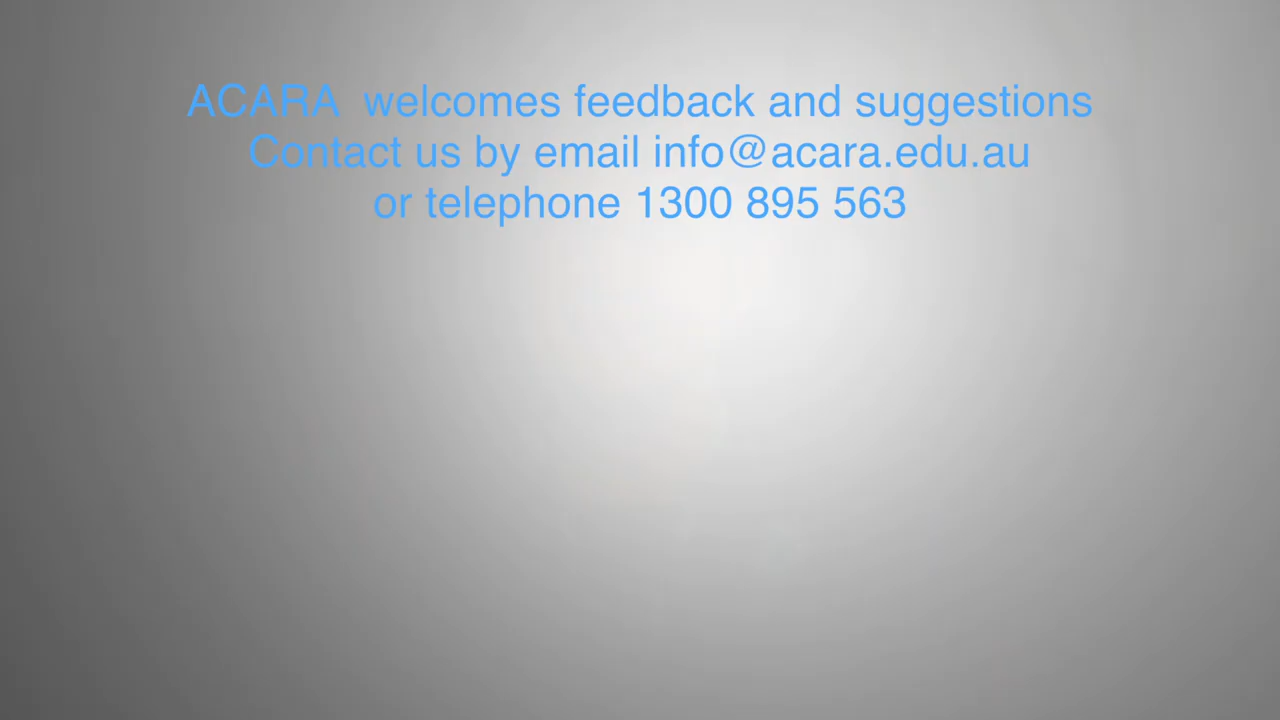 ACARA  welcomes feedback and suggestions
Contact us by email info@acara.edu.au
or telephone 1300 895 563